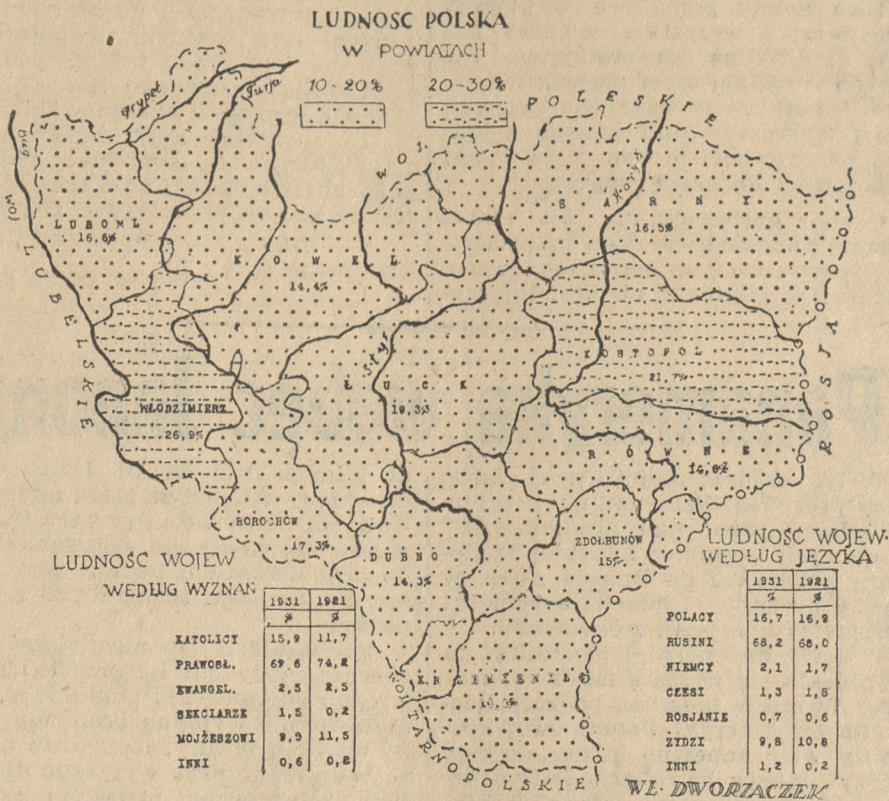 LUDNOŚC POLSKA
W POWIATACH
10-20% 20-30%
Prypeć
Turja
WOJ. POLESKIE
Bug
WOJ LUBELSKIE
Horyń
SARNY
16,5%
LUBOML
16,6%
KOWEL
14,4%
ROSJA
Styr
KOSTOPOL
21,7%
ŁUCK
19,3%
WŁODZIMIERZ
26,9%
RÓWNE
HOROCHÓW
17,3%
ZDOŁBUNÓW
15%
DUBNO
14,3%
KRZEMIENIEC
WOJ TARNOPOLSKIE
LUDNOŚĆ WOJEW
WEDŁUG WYZNAŃ
1931 1921
% %
KATOLICY 15,9 11,7
PRAWOSŁ. 69,6 74,2
EWANGEL. 2,5 2,5
SEKCIARZE 1,5 0,2
MOJŻESZOWI 9,9 11,5
INNI 0,6 0,2
LUDNOŚĆ WOJEW.
WEDŁUG JĘZYKA
1931 1921
% %
POLACY 16,7 16,9
RUSINI 68,2 68,0
NIEMCY 2,1 1,7
CZESI 1,3 1,8
ROSJANIE 0,7 0,6
ZYDZI 9,8 10,8
INNI 1,2 0,2
WŁ. DWORZACZEK